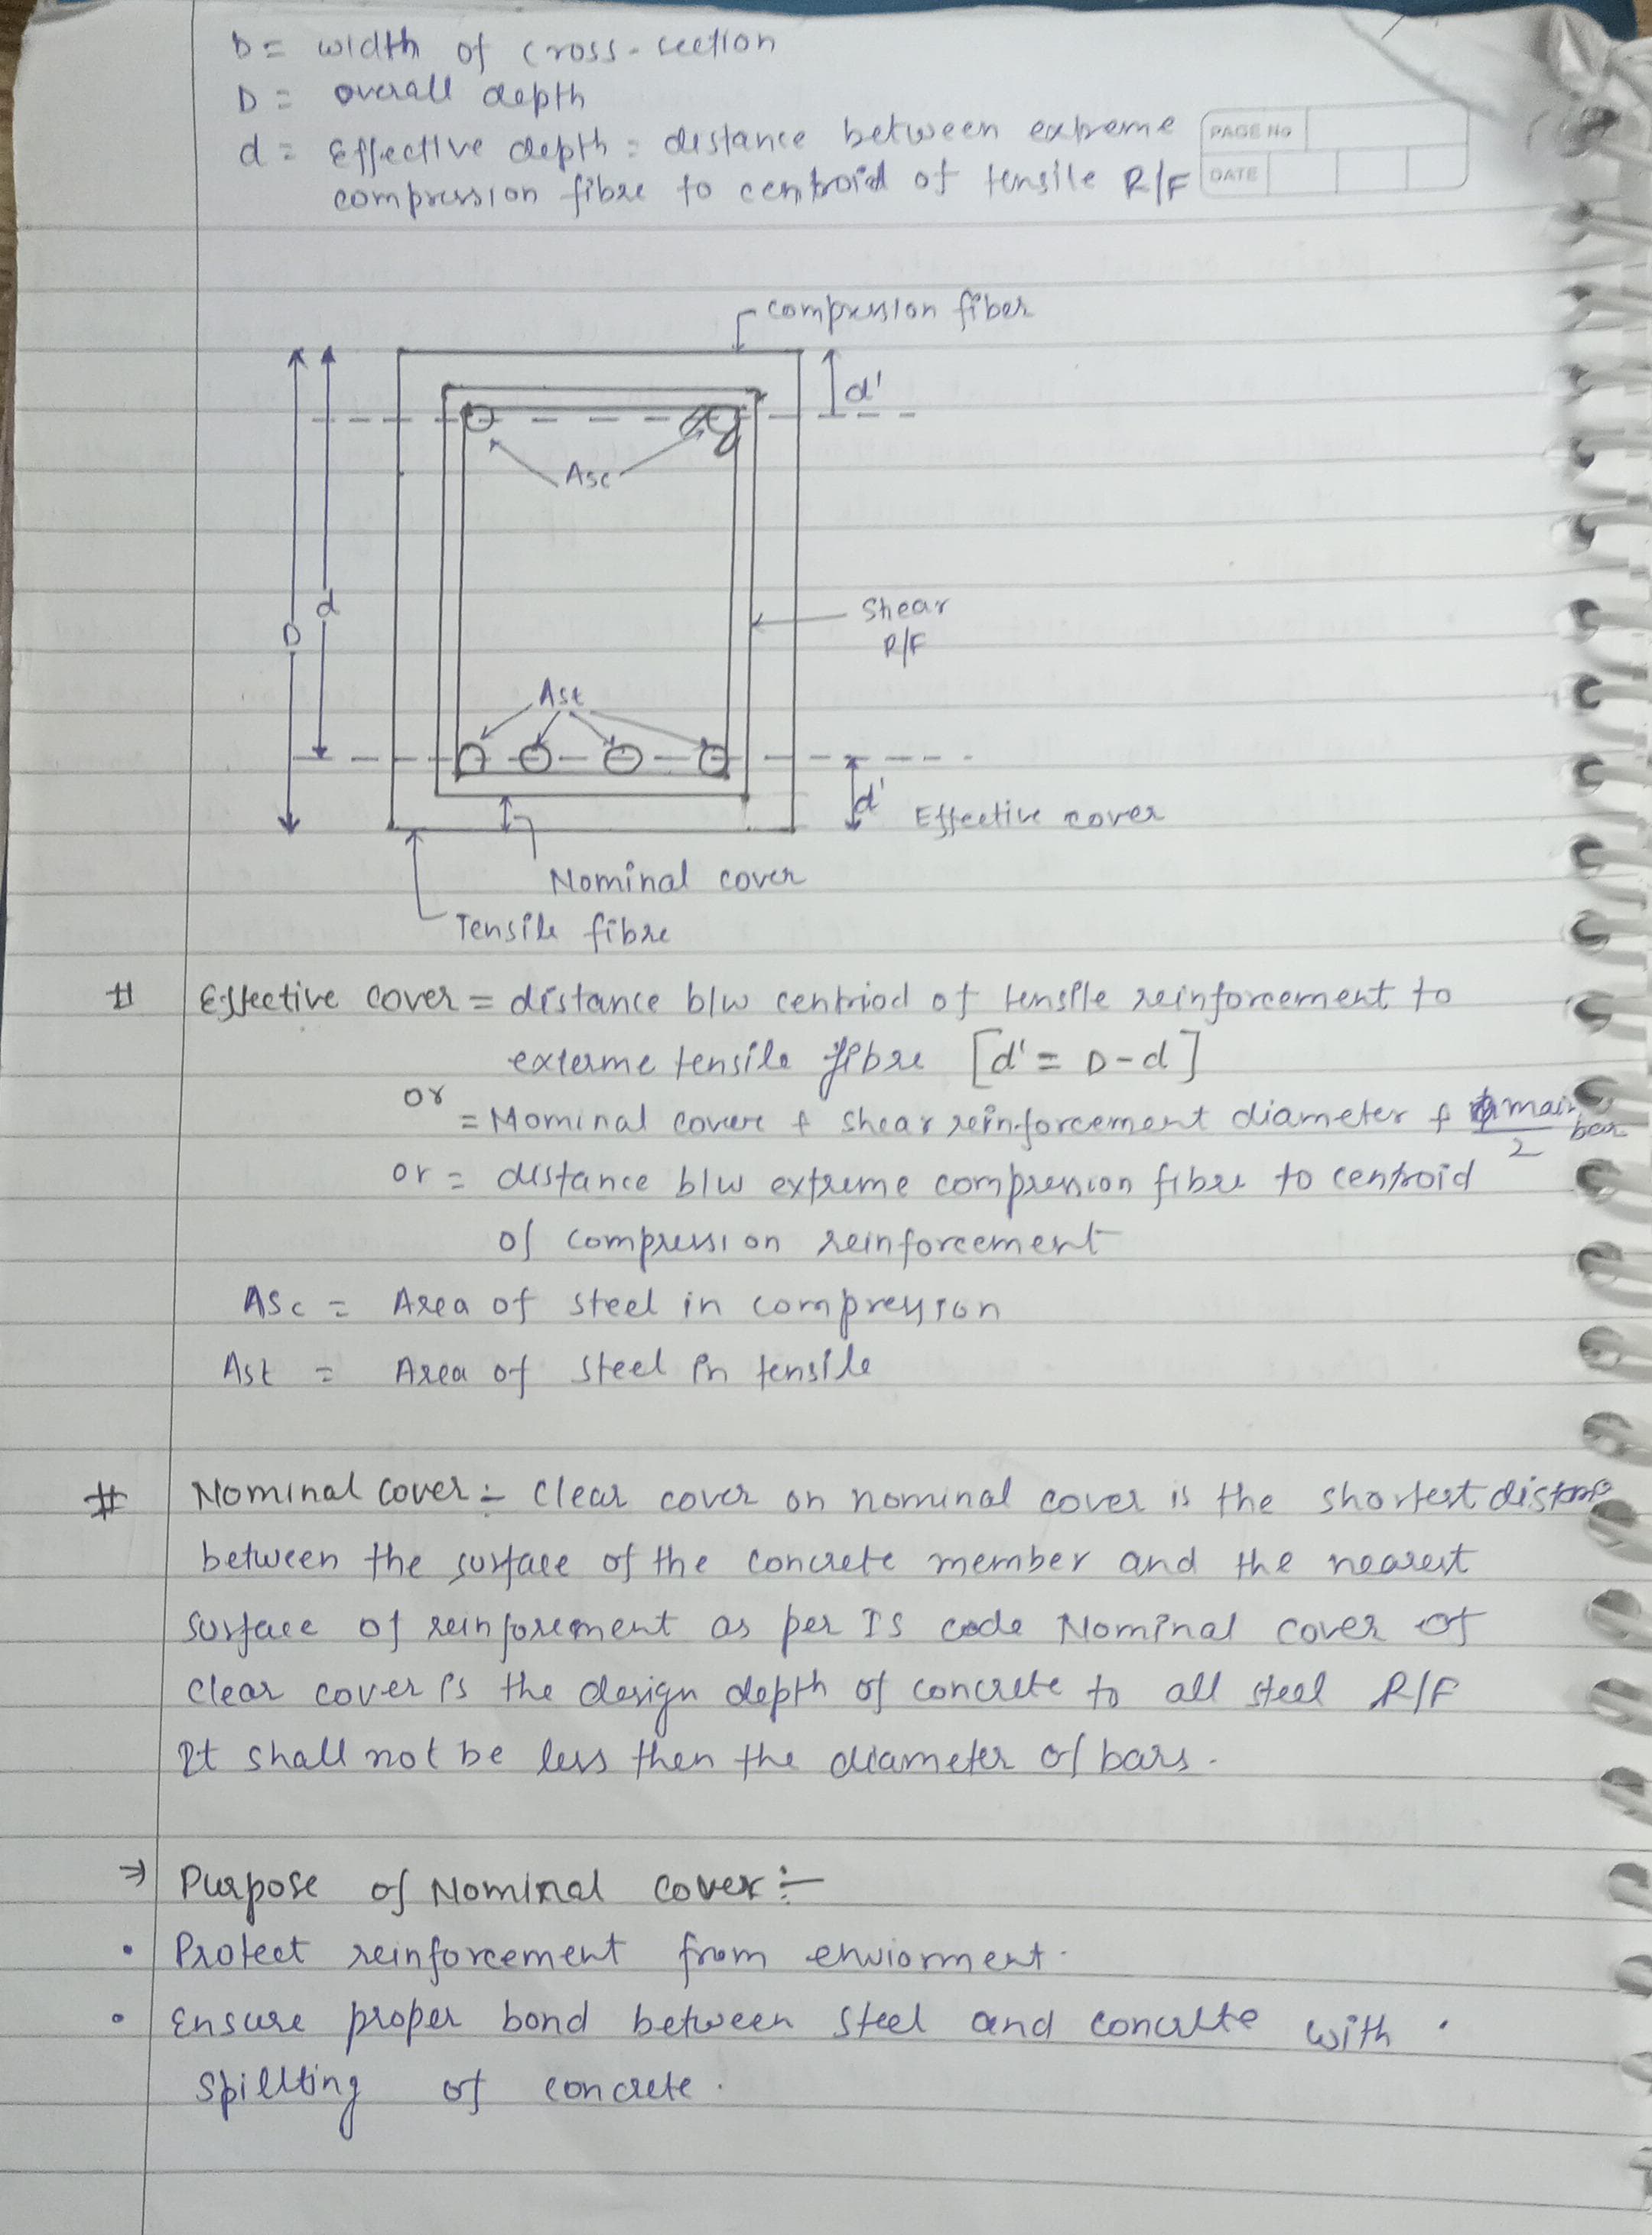 b = width of cross-section
D = overall depth
d = Effective depth = distance between extreme
compression fibre to centroid of tensile R/F
PAGE No
DATE
compression fiber
d'
Asc
d
D
Shear
R/F
Ast
d'
Effective cover
Nominal cover
Tensile fibre
# Effective cover = distance b/w centriod of tensile reinforcement to
exterme tensile fibre [d' = D-d]
or = Nominal covere + shear reinforcement diameter + ϕ main bar / 2
or = distance b/w extreme compression fibre to centroid
of compression reinforcement
Asc = Area of steel in compression
Ast = Area of steel in tensile
# Nominal cover :- Clear cover on nominal cover is the shortest
between the surface of the concrete member and the nearest
surface of reinforement as per IS code Nominal cover of
clear cover is the design depth of concrete to all steel R/F
It shall not be less then the diameter of bars.
⇒ Purpose of Nominal cover :-
• Protect reinforcement from enviorment.
• Ensure proper bond between steel and concrete with .
spillting of concrete.